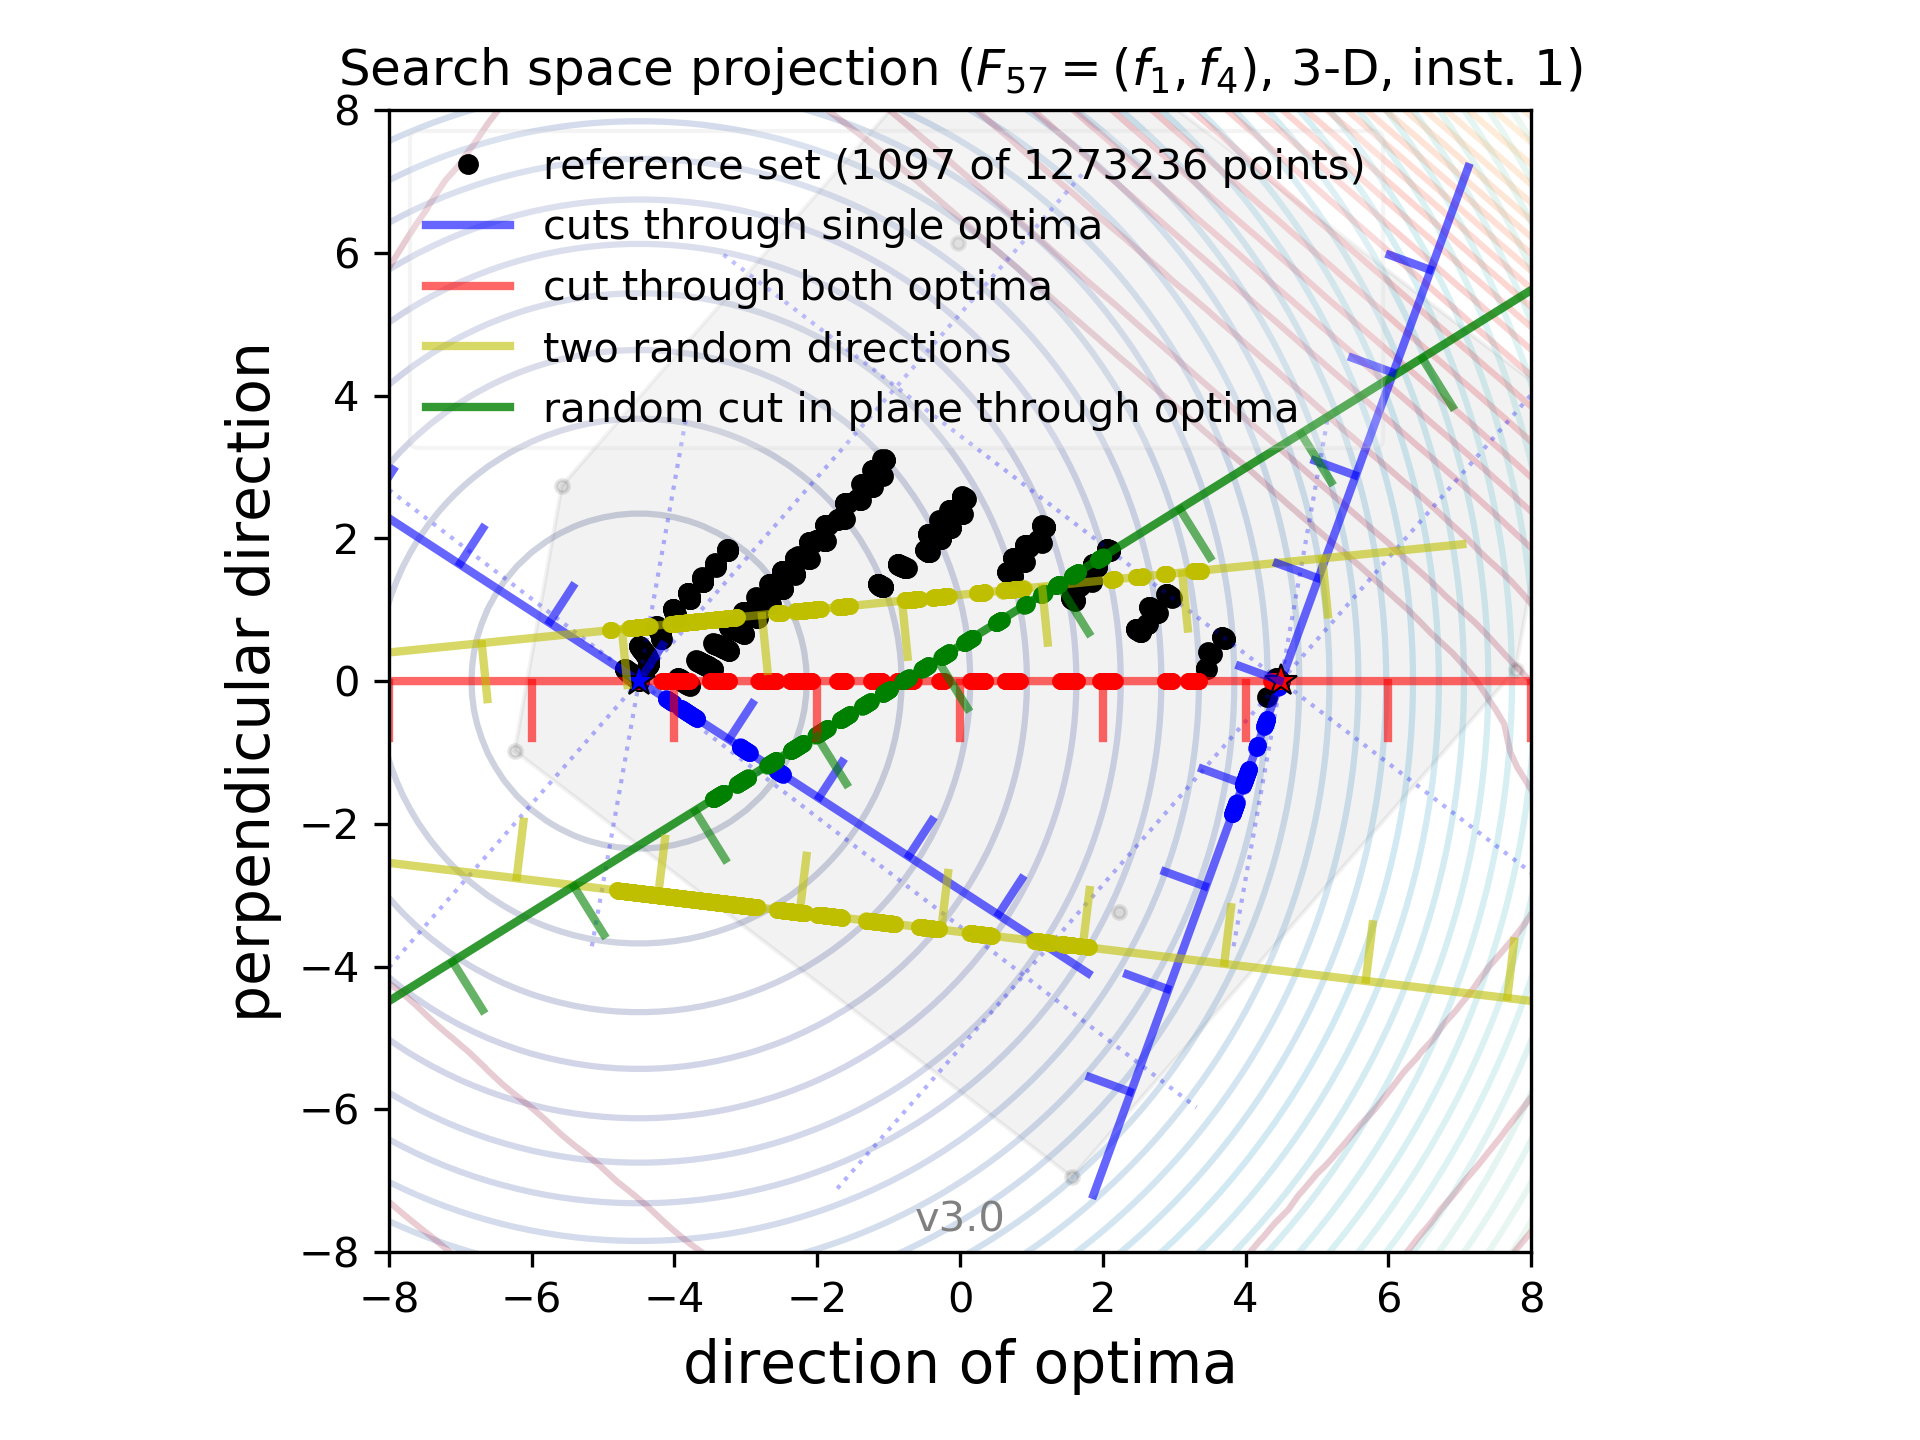 Search space projection (F₅₇ = (f₁, f₄), 3-D, inst. 1)
8
reference set (1097 of 1273236 points)
cuts through single optima
6
cut through both optima
two random directions
4
random cut in plane through optima
2
0
−2
−4
−6
−8
perpendicular direction
v3.0
−8 −6 −4 −2 0 2 4 6 8
direction of optima